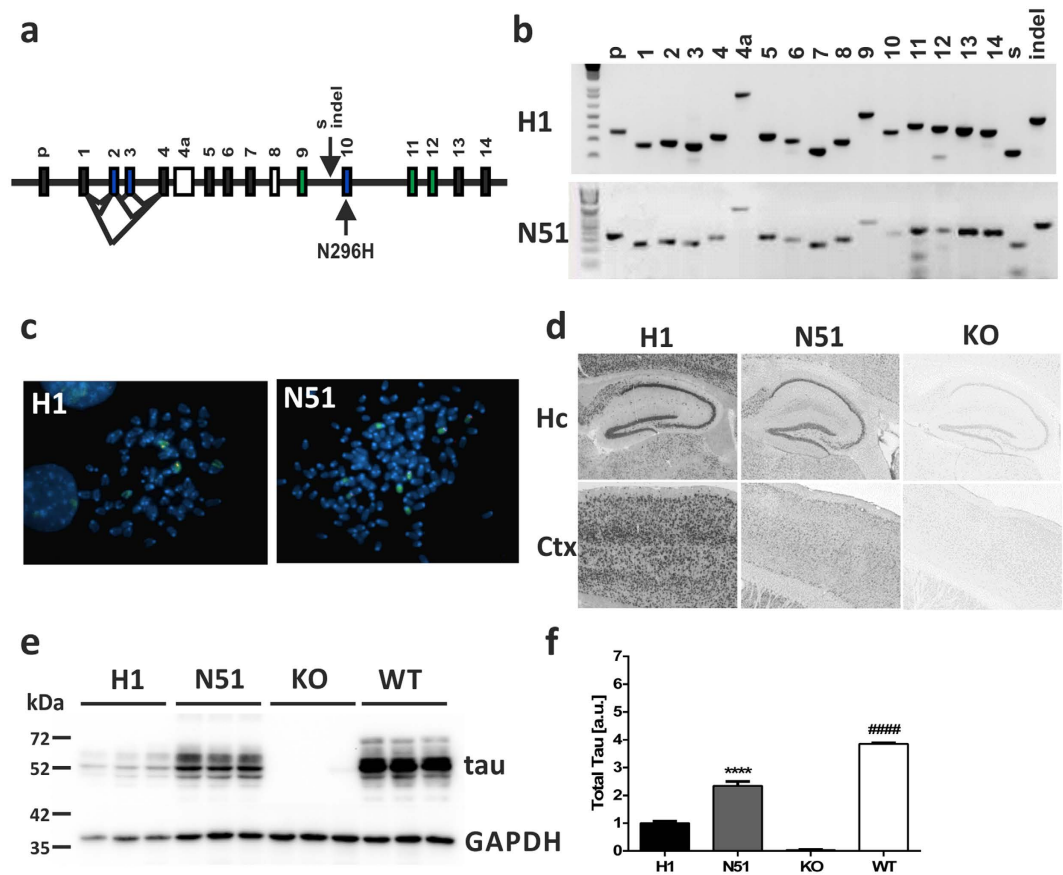 a
s
indel
p
1
2
3
4
4a
5
6
7
8
9
10
11
12
13
14
N296H
b
p
1
2
3
4
4a
5
6
7
8
9
10
11
12
13
14
s
indel
H1
N51
c
H1
N51
d
H1 N51 KO
Hc
Ctx
e
H1 N51 KO WT
kDa
72
52
42
35
tau
GAPDH
f
Total Tau [a.u.]
7
6
5
4
3
2
1
0
****
####
H1 N51 KO WT